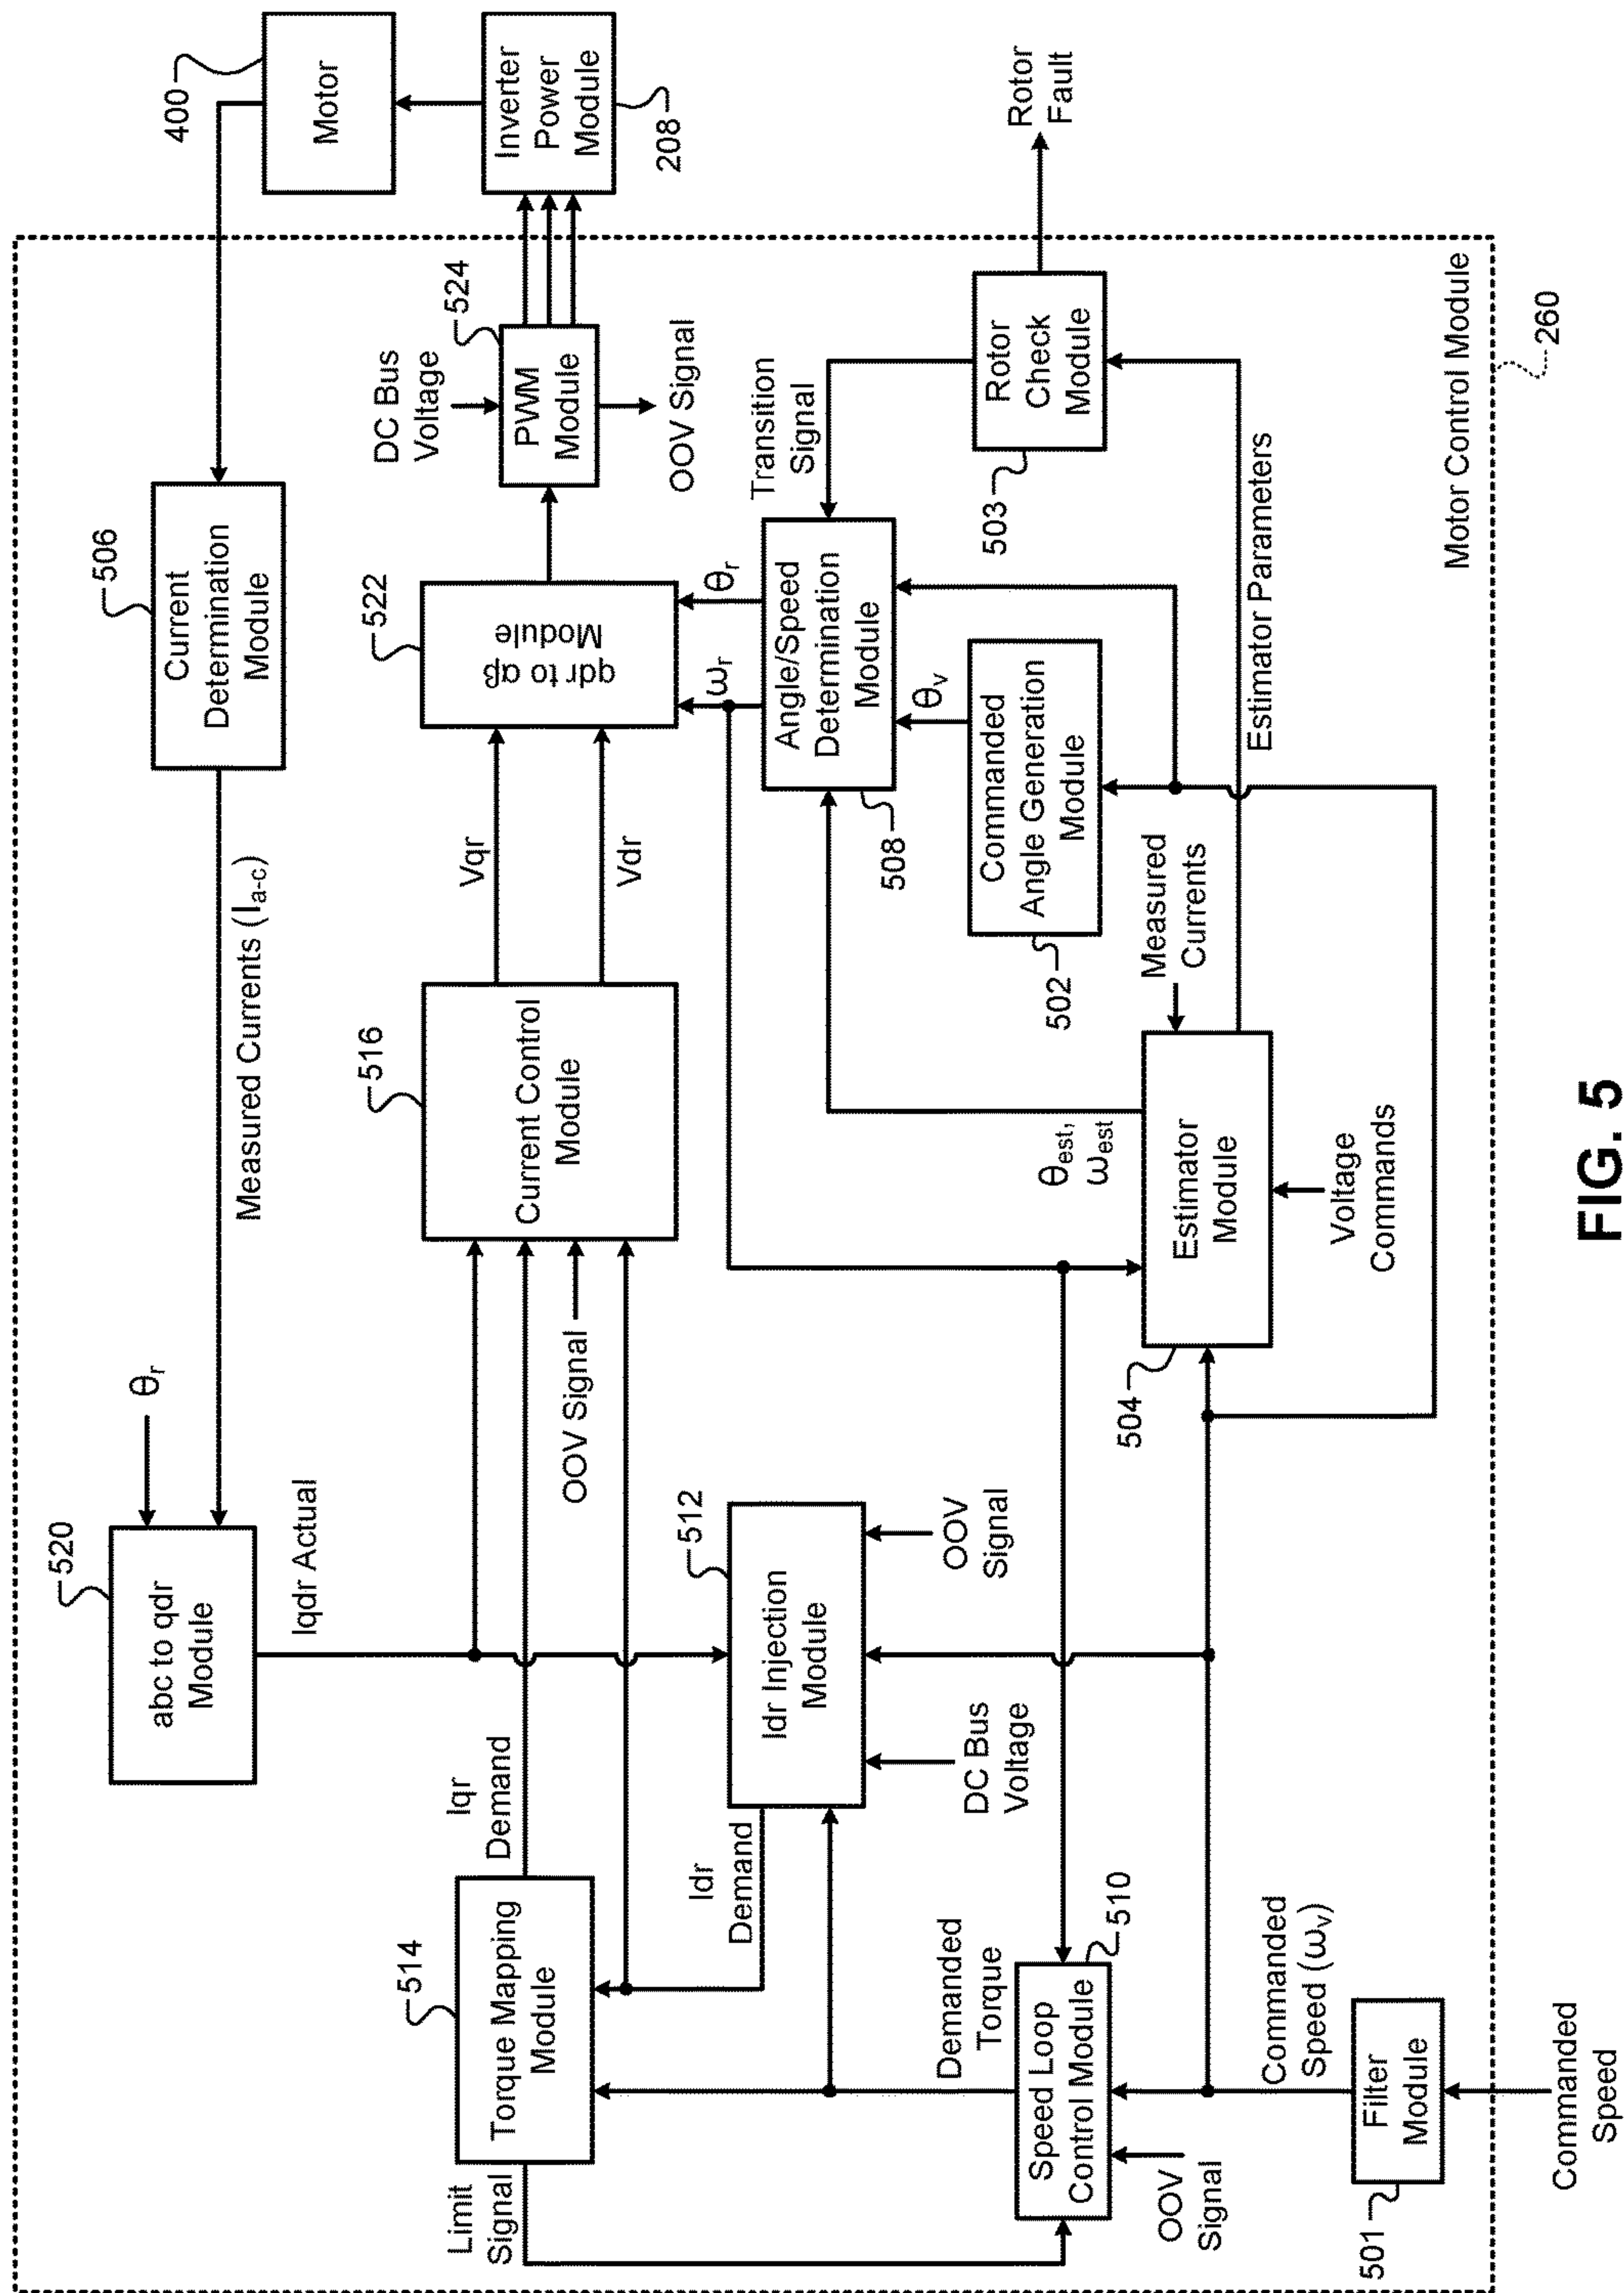 400
Motor
Inverter
Power
Module
208
506
Current
Determination
Module
Measured Currents (Ia-c)
θr
520
abc to qdr
Module
Iqdr Actual
DC Bus
Voltage
524
PWM
Module
OOV Signal
522
qdr to αβ
Module
ωr
θr
Vqr
Vdr
516
Current Control
Module
OOV Signal
Iqr
Demand
514
Torque Mapping
Module
Limit
Signal
512
Idr Injection
Module
Idr
Demand
OOV
Signal
DC Bus
Voltage
Transition
Signal
Angle/Speed
Determination
Module
508
θv
Commanded
Angle Generation
Module
502
Rotor
Check
Module
503
Rotor
Fault
θest,
ωest
Measured
Currents
Estimator Parameters
Estimator
Module
504
Voltage
Commands
Demanded
Torque
510
Speed Loop
Control Module
OOV
Signal
Commanded
Speed (ωv)
Filter
Module
501
Commanded
Speed
Motor Control Module
260
FIG. 5